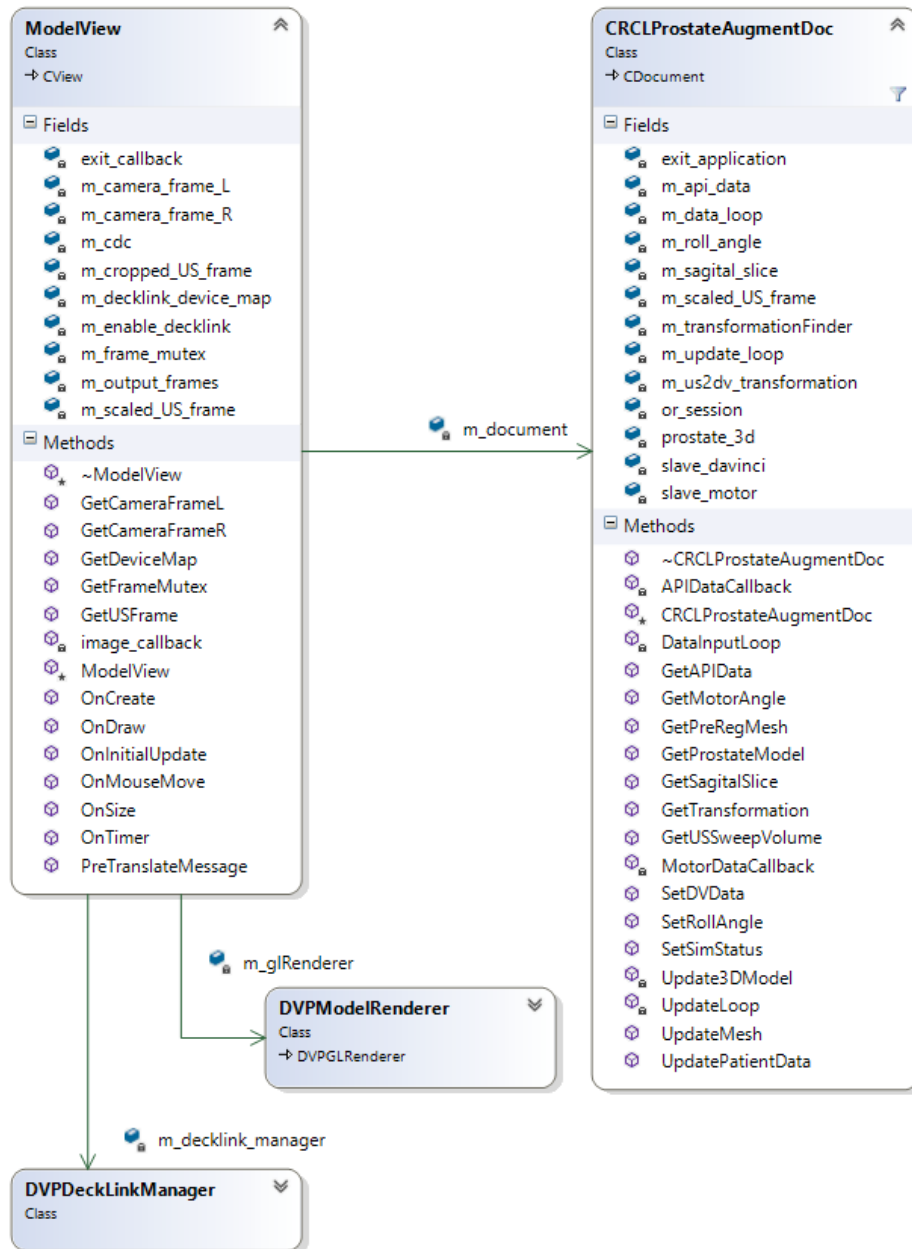 ModelView
Class
CView
Fields
exit_callback
m_camera_frame_L
m_camera_frame_R
m_cdc
m_cropped_US_frame
m_decklink_device_map
m_enable_decklink
m_frame_mutex
m_output_frames
m_scaled_US_frame
Methods
~ModelView
GetCameraFrameL
GetCameraFrameR
GetDeviceMap
GetFrameMutex
GetUSFrame
image_callback
ModelView
OnCreate
OnDraw
OnInitialUpdate
OnMouseMove
OnSize
OnTimer
PreTranslateMessage
m_document
CRCLProstateAugmentDoc
Class
CDocument
Fields
exit_application
m_api_data
m_data_loop
m_roll_angle
m_sagital_slice
m_scaled_US_frame
m_transformationFinder
m_update_loop
m_us2dv_transformation
or_session
prostate_3d
slave_davinci
slave_motor
Methods
~CRCLProstateAugmentDoc
APIDataCallback
CRCLProstateAugmentDoc
DataInputLoop
GetAPIData
GetMotorAngle
GetPreRegMesh
GetProstateModel
GetSagitalSlice
GetTransformation
GetUSSweepVolume
MotorDataCallback
SetDVData
SetRollAngle
SetSimStatus
Update3DModel
UpdateLoop
UpdateMesh
UpdatePatientData
m_glRenderer
DVPModelRenderer
Class
DVPGLRenderer
m_decklink_manager
DVPDeckLinkManager
Class